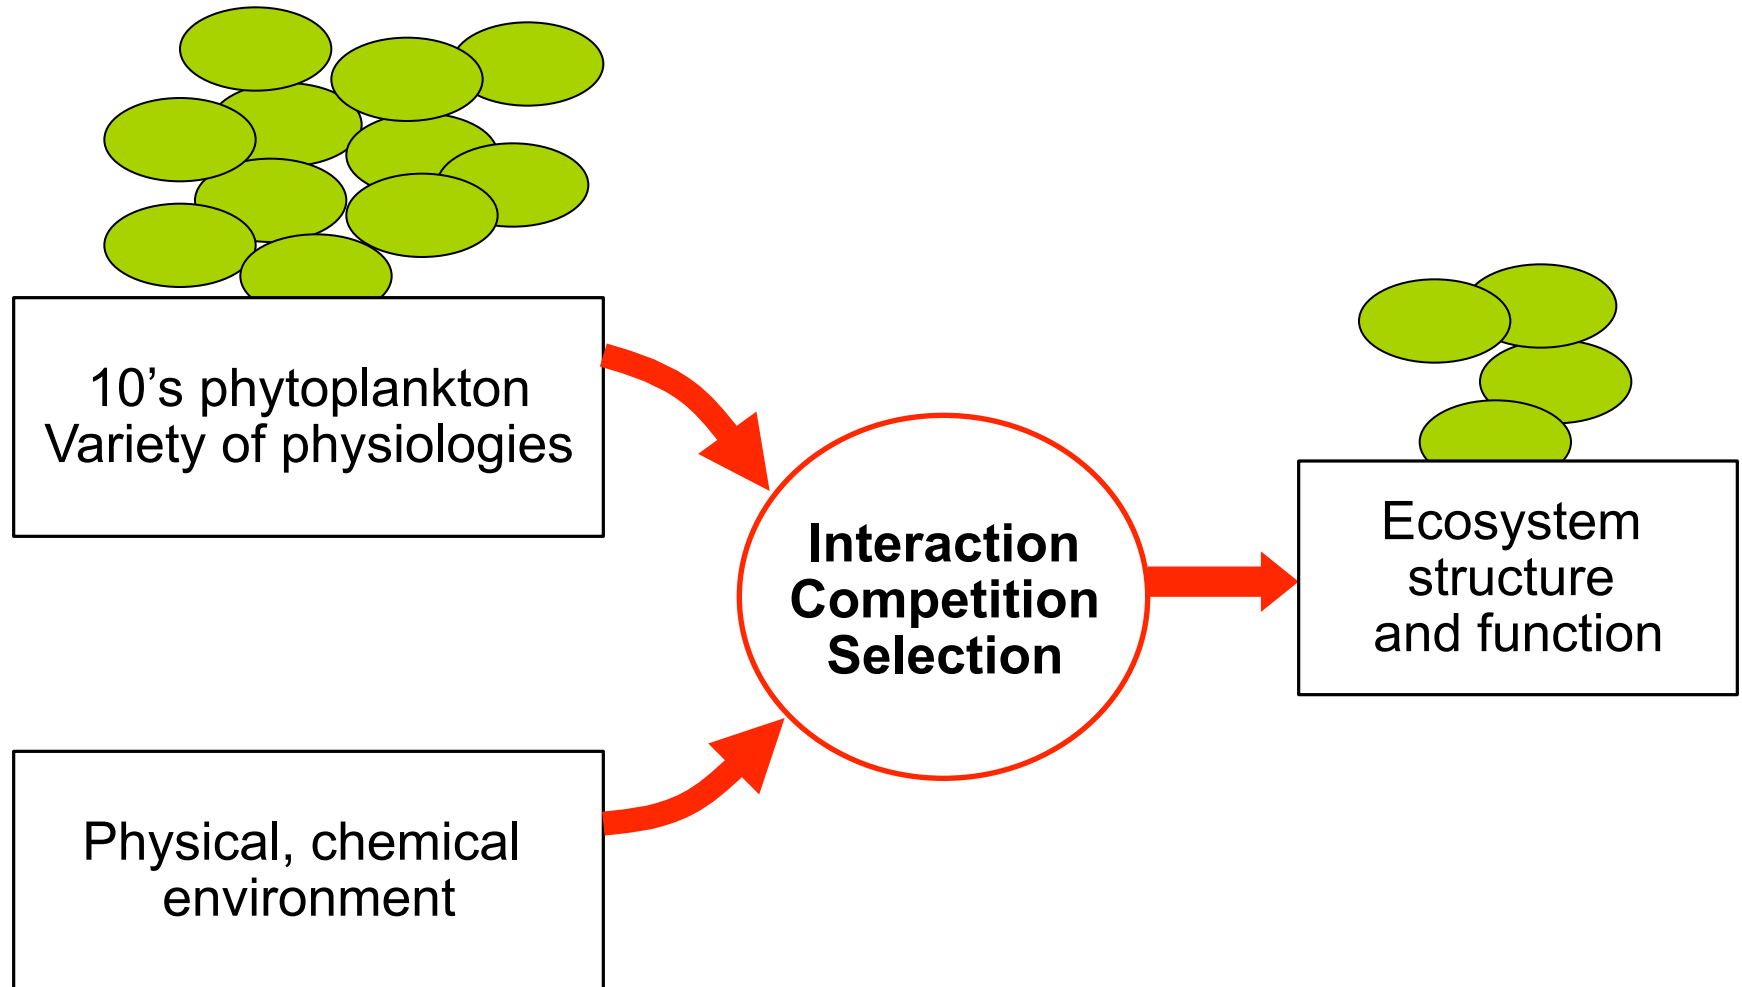 10’s phytoplankton
Variety of physiologies
Interaction
Competition
Selection
Ecosystem
structure
and function
Physical, chemical
environment